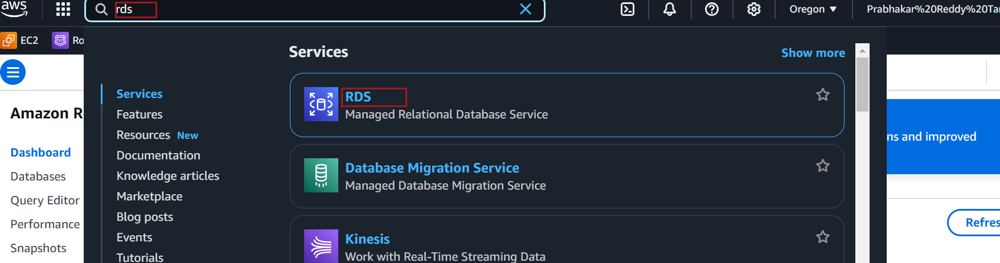 aws
rds
Oregon ▼
Prabhakar%20Reddy%20Ta
EC2
Ro
Services
Show more
Services
Features
Resources New
Documentation
Knowledge articles
Marketplace
Blog posts
Events
Tutorials
RDS
Managed Relational Database Service
Database Migration Service
Managed Database Migration Service
Kinesis
Work with Real-Time Streaming Data
Amazon R
Dashboard
Databases
Query Editor
Performance
Snapshots
ns and improved
Refres